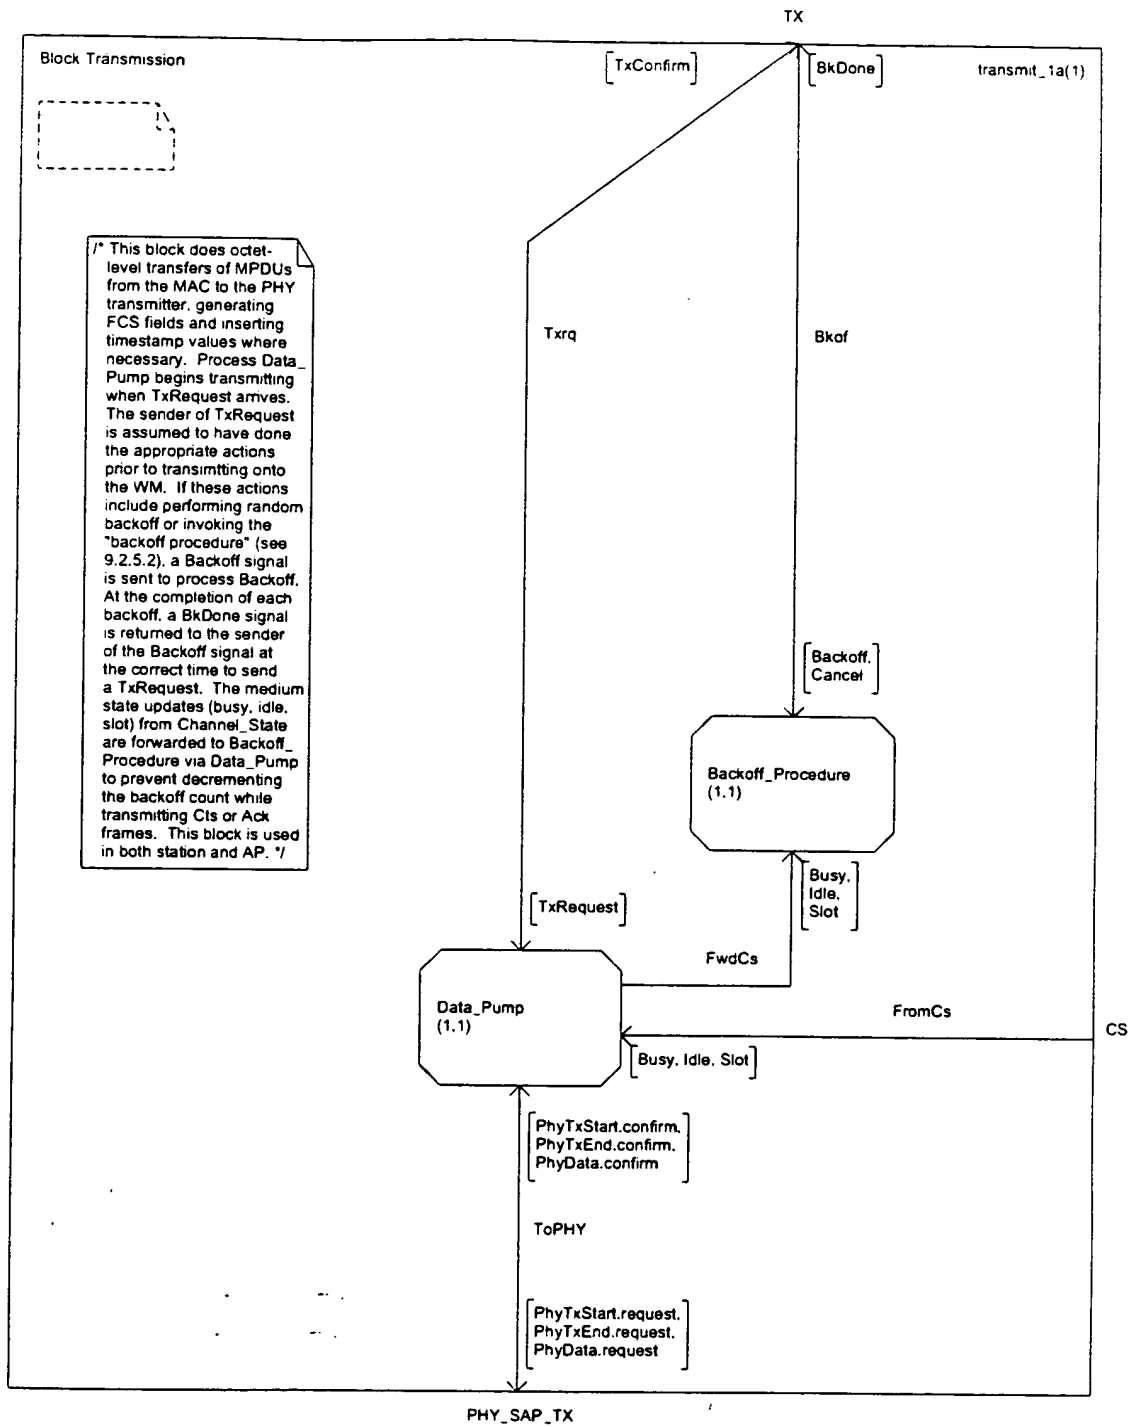 TX
Block Transmission
[TxConfirm]
[BkDone]
transmit_1a(1)
/* This block does octet-
level transfers of MPDUs
from the MAC to the PHY
transmitter, generating
FCS fields and inserting
timestamp values where
necessary. Process Data_
Pump begins transmitting
when TxRequest arrives.
The sender of TxRequest
is assumed to have done
the appropriate actions
prior to transimtting onto
the WM. If these actions
include performing random
backoff or invoking the
"backoff procedure" (see
9.2.5.2), a Backoff signal
is sent to process Backoff.
At the completion of each
backoff, a BkDone signal
is returned to the sender
of the Backoff signal at
the correct time to send
a TxRequest. The medium
state updates (busy, idle,
slot) from Channel_State
are forwarded to Backoff_
Procedure via Data_Pump
to prevent decrementing
the backoff count while
transmitting Cts or Ack
frames. This block is used
in both station and AP. */
Txrq
Bkof
[Backoff,
Cancel]
Backoff_Procedure
(1,1)
[Busy,
Idle,
Slot]
[TxRequest]
FwdCs
Data_Pump
(1,1)
FromCs
CS
[Busy, Idle, Slot]
[PhyTxStart.confirm,
PhyTxEnd.confirm,
PhyData.confirm]
ToPHY
[PhyTxStart.request,
PhyTxEnd.request,
PhyData.request]
PHY_SAP_TX